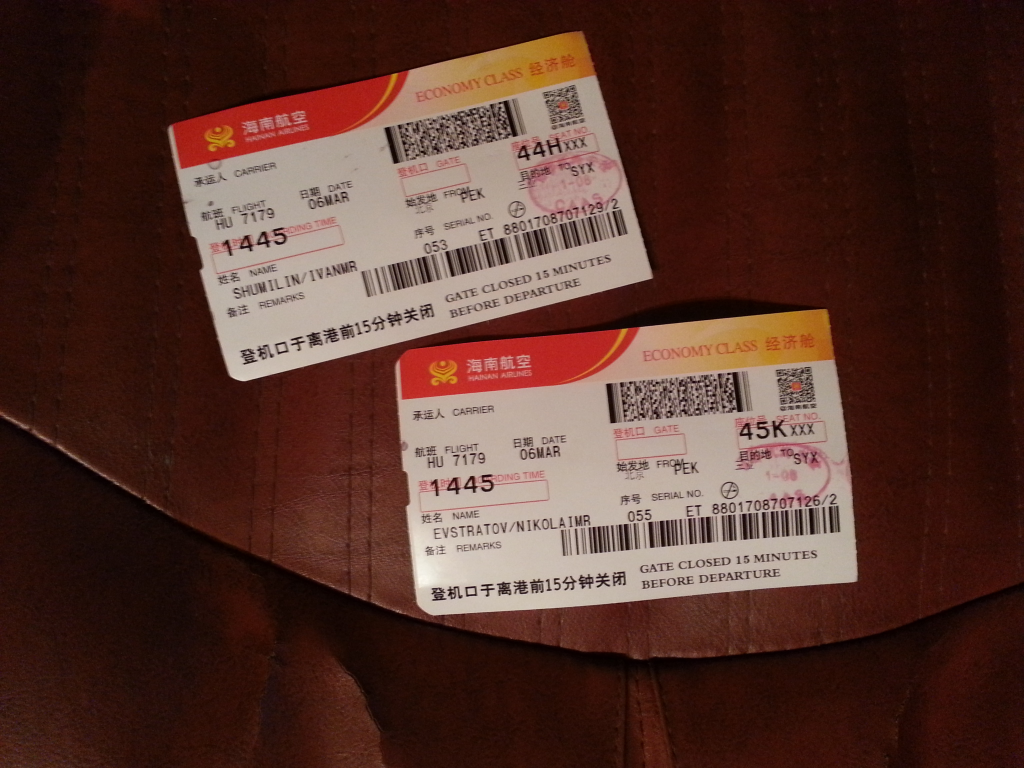 ECONOMY CLASS 经济舱
海南航空
HAINAN AIRLINES
承运人 CARRIER
登机口 GATE
SEAT NO.
44H XXX
航班 FLIGHT 日期 DATE
始发地 FROM
目的地 TO
HU 7179 06MAR
北京 PEK
SYX
1445
序号 SERIAL NO.
053 ET 8801708707129/2
姓名 NAME
SHUMILIN/IVANMR
备注 REMARKS
登机口于离港前15分钟关闭
GATE CLOSED 15 MINUTES
BEFORE DEPARTURE
ECONOMY CLASS 经济舱
海南航空
HAINAN AIRLINES
承运人 CARRIER
登机口 GATE
SEAT NO.
45K XXX
航班 FLIGHT 日期 DATE
始发地 FROM
目的地 TO
HU 7179 06MAR
北京 PEK
SYX
BOARDING TIME
1445
序号 SERIAL NO.
055 ET 8801708707126/2
姓名 NAME
EVSTRATOV/NIKOLAIMR
备注 REMARKS
登机口于离港前15分钟关闭
GATE CLOSED 15 MINUTES
BEFORE DEPARTURE